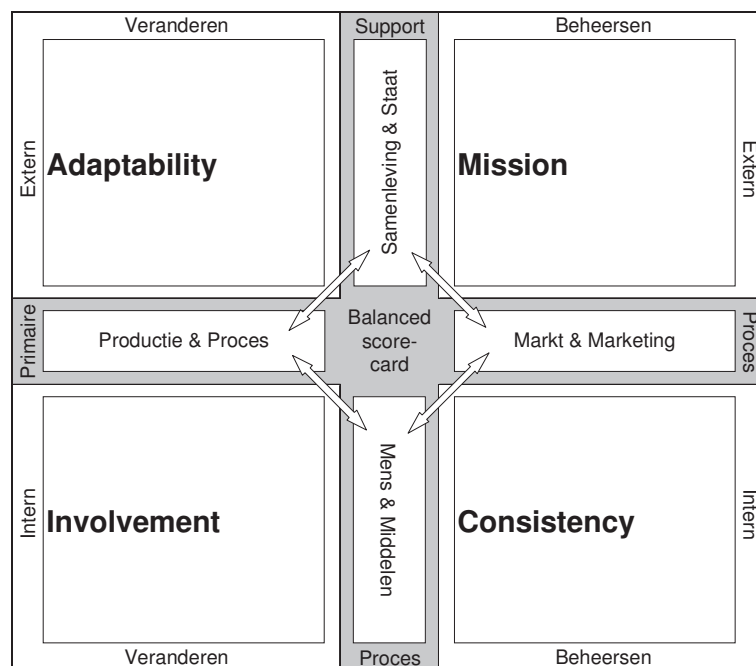 Veranderen
Support
Beheersen
Extern
Adaptability
Samenleving & Staat
Mission
Extern
Primaire
Productie & Proces
Balanced
score-
card
Markt & Marketing
Proces
Intern
Involvement
Mens & Middelen
Consistency
Intern
Veranderen
Proces
Beheersen